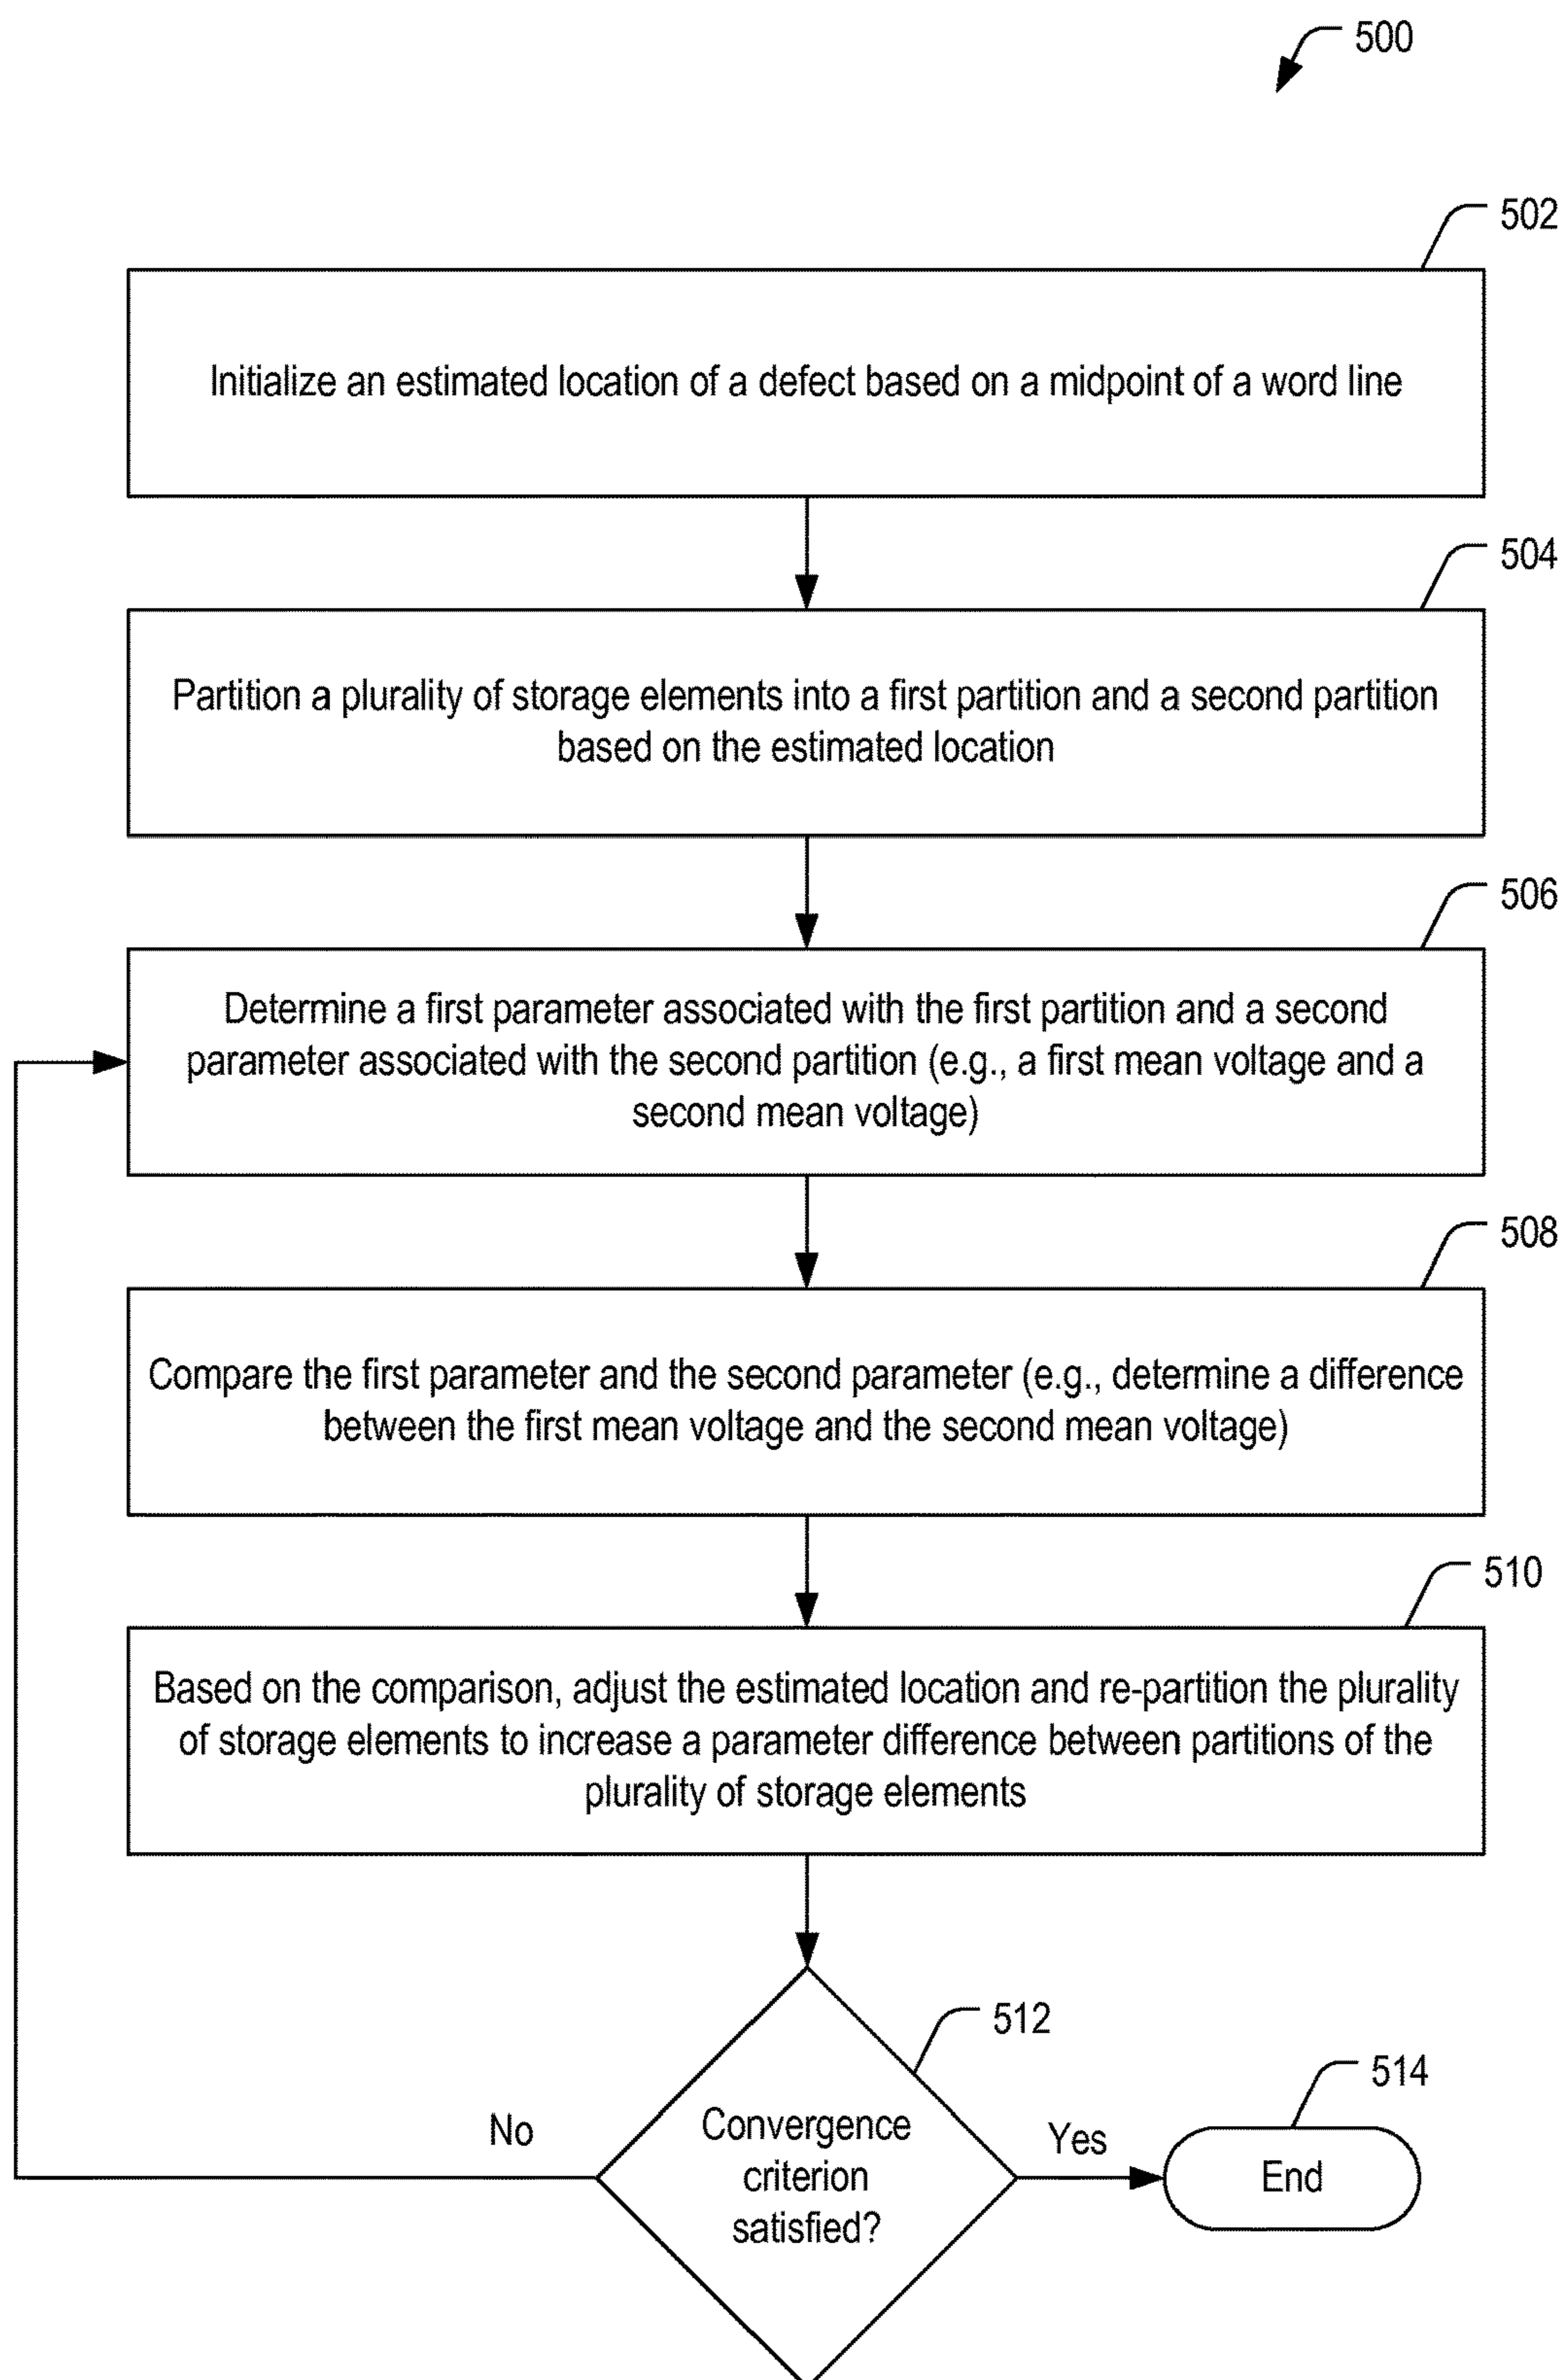 500
502
Initialize an estimated location of a defect based on a midpoint of a word line
504
Partition a plurality of storage elements into a first partition and a second partition
based on the estimated location
506
Determine a first parameter associated with the first partition and a second
parameter associated with the second partition (e.g., a first mean voltage and a
second mean voltage)
508
Compare the first parameter and the second parameter (e.g., determine a difference
between the first mean voltage and the second mean voltage)
510
Based on the comparison, adjust the estimated location and re-partition the plurality
of storage elements to increase a parameter difference between partitions of the
plurality of storage elements
512
514
No
Convergence
criterion
satisfied?
Yes
End